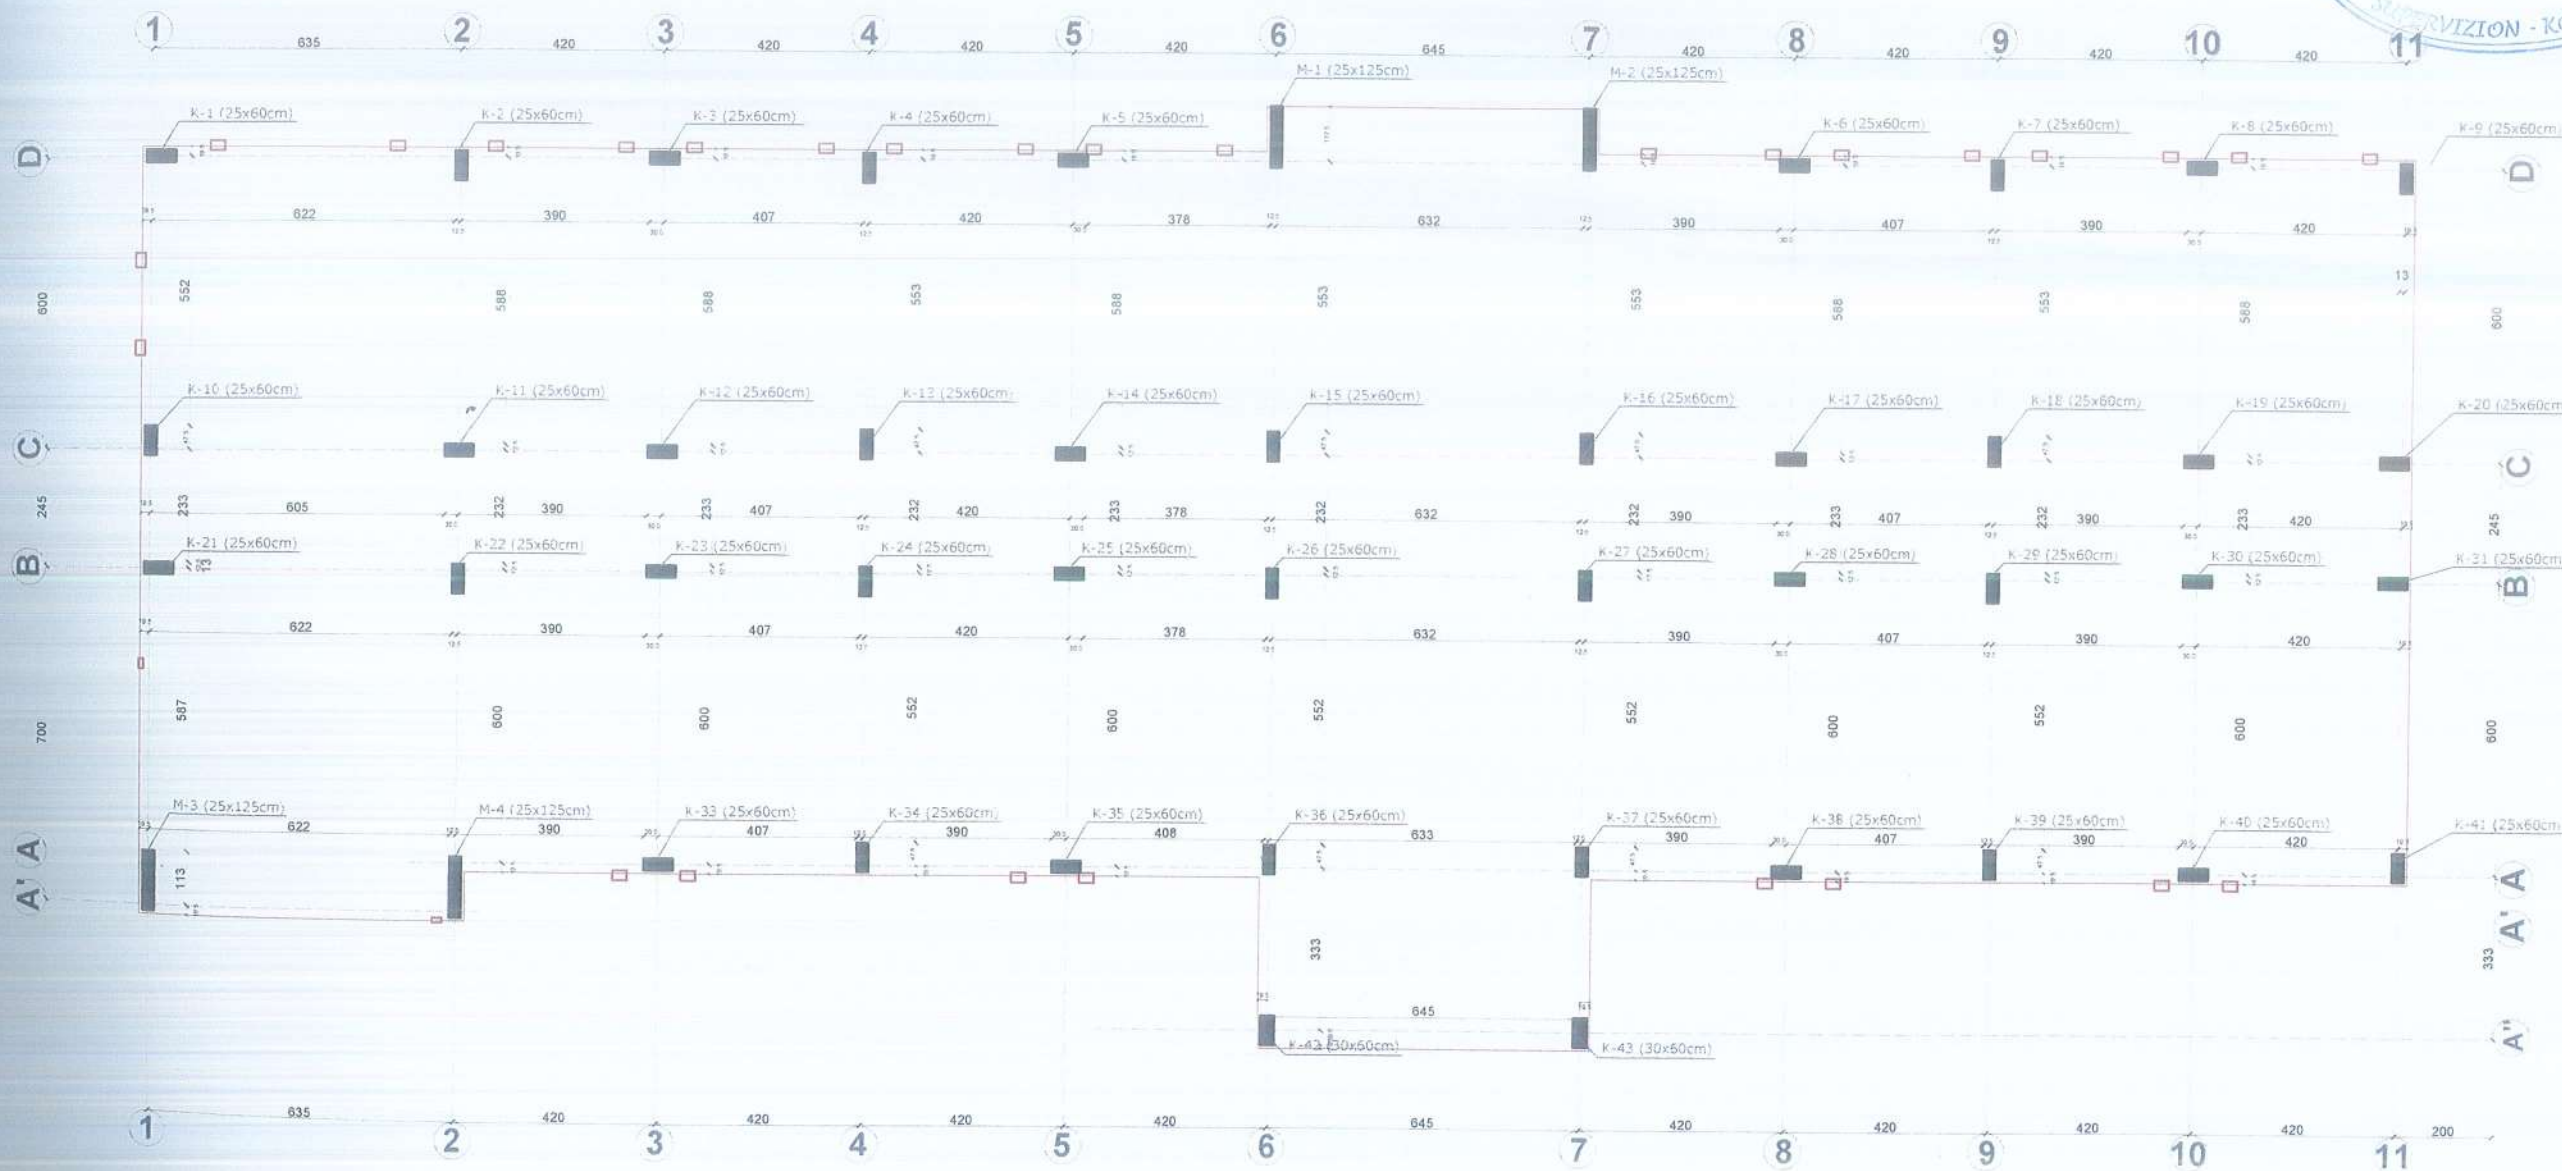 SUPERVIZION - KO
1 2 3 4 5 6 7 8 9 10 11
635 420 420 420 420 645 420 420 420 420
M-1 (25x125cm) M-2 (25x125cm)
K-1 (25x60cm) K-2 (25x60cm) K-3 (25x60cm) K-4 (25x60cm) K-5 (25x60cm) K-6 (25x60cm) K-7 (25x60cm) K-8 (25x60cm) K-9 (25x60cm)
D D
622 390 407 420 378 632 390 407 390 420
13
600 552 588 588 553 588 553 553 588 553 588 600
K-10 (25x60cm) K-11 (25x60cm) K-12 (25x60cm) K-13 (25x60cm) K-14 (25x60cm) K-15 (25x60cm) K-16 (25x60cm) K-17 (25x60cm) K-18 (25x60cm) K-19 (25x60cm) K-20 (25x60cm
C C
245 233 605 232 390 233 407 232 420 233 378 232 632 232 390 233 407 232 390 233 420 245
K-21 (25x60cm) K-22 (25x60cm) K-23 (25x60cm) K-24 (25x60cm) K-25 (25x60cm) K-26 (25x60cm) K-27 (25x60cm) K-28 (25x60cm) K-29 (25x60cm) K-30 (25x60cm) K-31 (25x60cm
B 13 B
622 390 407 420 378 632 390 407 390 420
700 587 600 600 552 600 552 552 600 552 600 600
M-3 (25x125cm) M-4 (25x125cm) K-33 (25x60cm) K-34 (25x60cm) K-35 (25x60cm) K-36 (25x60cm) K-37 (25x60cm) K-38 (25x60cm) K-39 (25x60cm) K-40 (25x60cm) K-41 (25x60cm
622 390 407 390 408 633 390 407 390 420
A A
113
A' A'
333 333
645
A"
K-42 (30x60cm) K-43 (30x60cm)
635 420 420 420 420 645 420 420 420 420 200
1 2 3 4 5 6 7 8 9 10 11